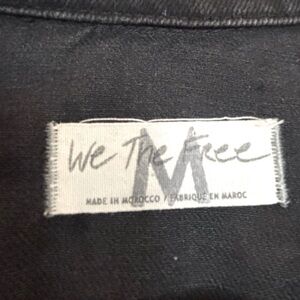 We The Free
M
MADE IN MOROCCO / FABRIQUÉ EN MAROC